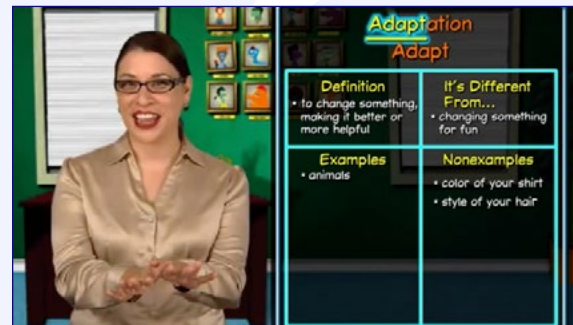 Adaptation
Adapt
Definition
• to change something,
making it better or
more helpful
It's Different
From...
• changing something
for fun
Examples
• animals
Nonexamples
• color of your shirt
• style of your hair